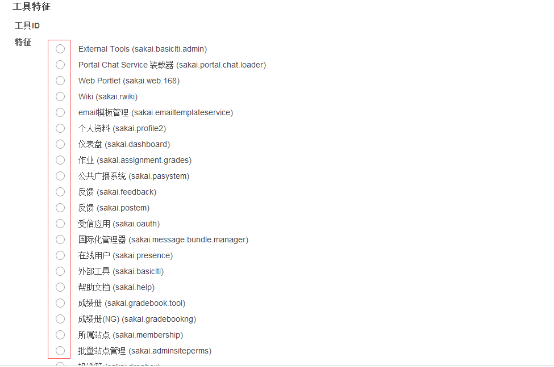 工具特征
工具ID
特征
External Tools (sakai.basiclti.admin)
Portal Chat Service 装载器 (sakai.portal.chat.loader)
Web Portlet (sakai.web.168)
Wiki (sakai.rwiki)
email模板管理 (sakai.emailtemplateservice)
个人资料 (sakai.profile2)
仪表盘 (sakai.dashboard)
作业 (sakai.assignment.grades)
公共广播系统 (sakai.pasystem)
反馈 (sakai.feedback)
反馈 (sakai.postem)
受信应用 (sakai.oauth)
国际化管理器 (sakai.message.bundle.manager)
在线用户 (sakai.presence)
外部工具 (sakai.basiclti)
帮助文档 (sakai.help)
成绩册 (sakai.gradebook.tool)
成绩册(NG) (sakai.gradebookng)
所属站点 (sakai.membership)
批量站点管理 (sakai.adminsiteperms)